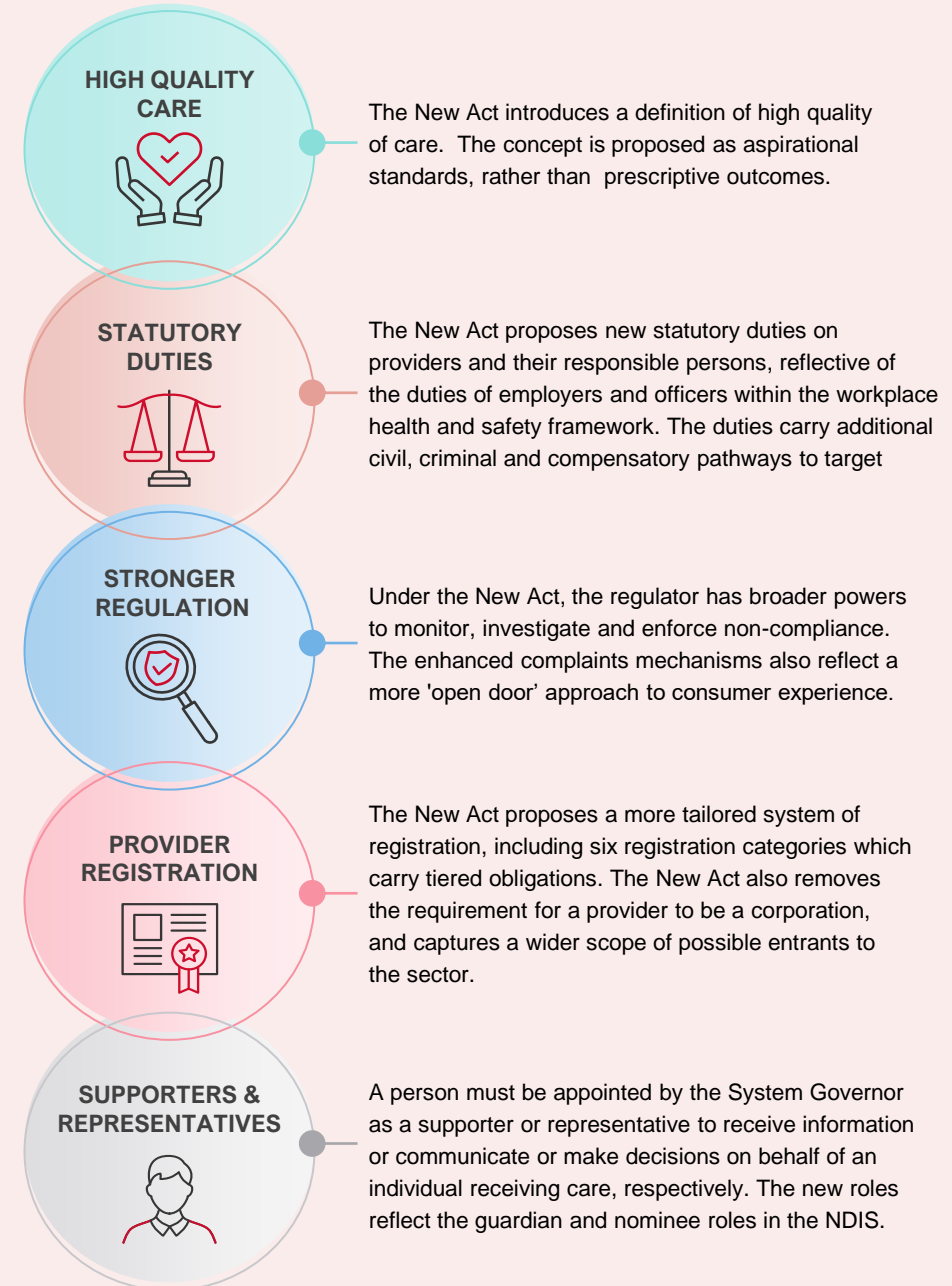 HIGH QUALITY
CARE
The New Act introduces a definition of high quality
of care.  The concept is proposed as aspirational
standards, rather  than  prescriptive outcomes.
STATUTORY
DUTIES
The New Act proposes new statutory duties on
providers and their responsible persons, reflective of
the duties of employers and officers within the workplace
health and safety framework. The duties carry additional
civil, criminal and compensatory pathways to target
STRONGER
REGULATION
Under the New Act, the regulator has broader powers
to monitor, investigate and enforce non-compliance.
The enhanced complaints mechanisms also reflect a
more 'open door’ approach to consumer experience.
PROVIDER
REGISTRATION
The New Act proposes a more tailored system of
registration, including six registration categories which
carry tiered obligations. The New Act also removes
the requirement for a provider to be a corporation,
and captures a wider scope of possible entrants to
the sector.
SUPPORTERS &
REPRESENTATIVES
A person must be appointed by the System Governor
as a supporter or representative to receive information
or communicate or make decisions on behalf of an
individual receiving care, respectively. The new roles
reflect the guardian and nominee roles in the NDIS.